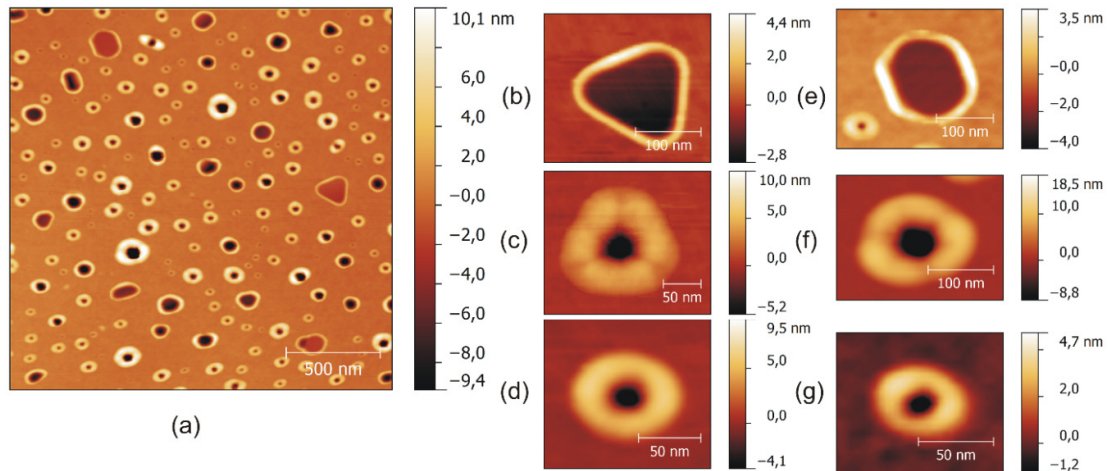 10,1 nm
6,0
4,0
2,0
−0,0
−2,0
−4,0
−6,0
−8,0
−9,4
500 nm
(a)
(b)
100 nm
4,4 nm
2,0
0,0
−2,8
(c)
50 nm
10,0 nm
5,0
0,0
−5,2
(d)
50 nm
9,5 nm
5,0
0,0
−4,1
(e)
100 nm
3,5 nm
−0,0
−2,0
−4,0
(f)
100 nm
18,5 nm
10,0
0,0
−8,8
(g)
50 nm
4,7 nm
2,0
0,0
−1,2